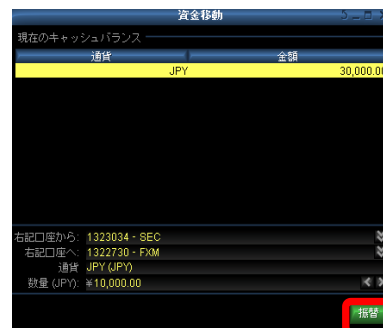 資金移動
現在のキャッシュバランス
通貨 金額
JPY 30,000.00
右記口座から: 1323034 - SEC
右記口座へ: 1322730 - FXM
通貨 JPY (JPY)
数量 (JPY): ¥10,000.00
振替